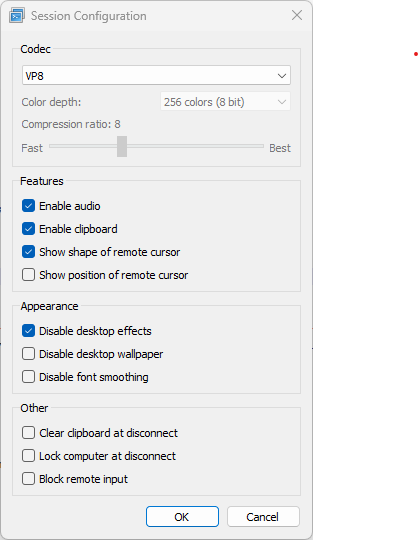 Session Configuration
Codec
VP8
Color depth:
256 colors (8 bit)
Compression ratio: 8
Fast
Best
Features
Enable audio
Enable clipboard
Show shape of remote cursor
Show position of remote cursor
Appearance
Disable desktop effects
Disable desktop wallpaper
Disable font smoothing
Other
Clear clipboard at disconnect
Lock computer at disconnect
Block remote input
OK
Cancel